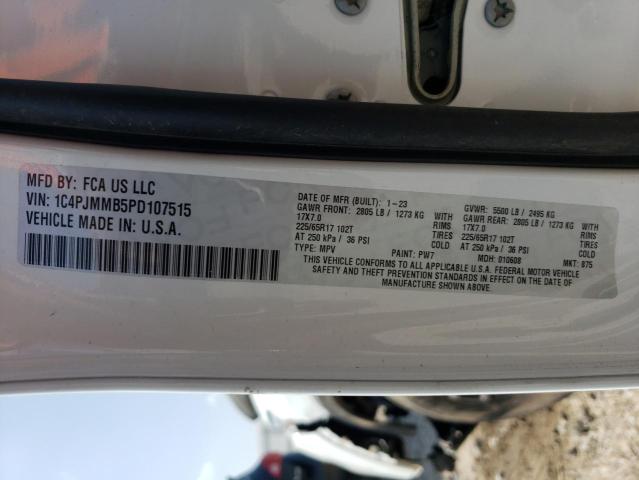 MFD BY: FCA US LLC
VIN: 1C4PJMMB5PD107515
VEHICLE MADE IN: U.S.A.
DATE OF MFR (BUILT): 1-23 GVWR: 5500 LB / 2495 KG
GAWR FRONT: 2805 LB / 1273 KG WITH GAWR REAR: 2805 LB / 1273 KG WITH
17X7.0 RIMS 17X7.0 RIMS
225/65R17 102T TIRES 225/65R17 102T TIRES
AT 250 kPa / 36 PSI COLD AT 250 kPa / 36 PSI COLD
TYPE: MPV PAINT: PW7 MDH: 010608 MKT: 875
THIS VEHICLE CONFORMS TO ALL APPLICABLE U.S.A. FEDERAL MOTOR VEHICLE
SAFETY AND THEFT PREVENTION STANDARDS IN EFFECT ON THE DATE OF
MANUFACTURE SHOWN ABOVE.